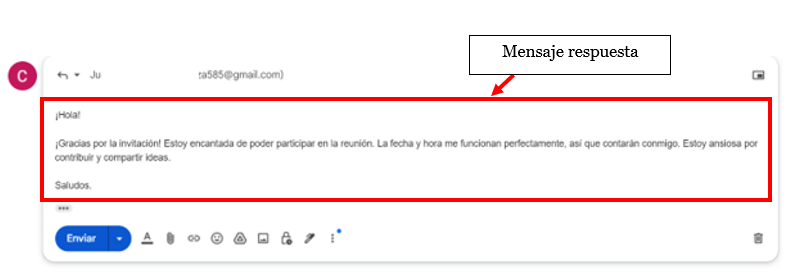 Mensaje respuesta
C
Ju za585@gmail.com)
¡Hola!
¡Gracias por la invitación! Estoy encantada de poder participar en la reunión. La fecha y hora me funcionan perfectamente, así que contarán conmigo. Estoy ansiosa por
contribuir y compartir ideas.
Saludos.
Enviar